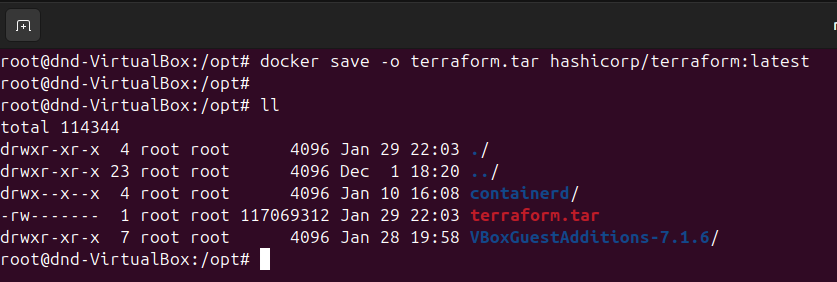 root@dnd-VirtualBox:/opt# docker save -o terraform.tar hashicorp/terraform:latest
root@dnd-VirtualBox:/opt#
root@dnd-VirtualBox:/opt# ll
total 114344
drwxr-xr-x  4 root root      4096 Jan 29 22:03 ./
drwxr-xr-x 23 root root      4096 Dec  1 18:20 ../
drwx--x--x  4 root root      4096 Jan 10 16:08 containerd/
-rw-------  1 root root 117069312 Jan 29 22:03 terraform.tar
drwxr-xr-x  7 root root      4096 Jan 28 19:58 VBoxGuestAdditions-7.1.6/
root@dnd-VirtualBox:/opt#